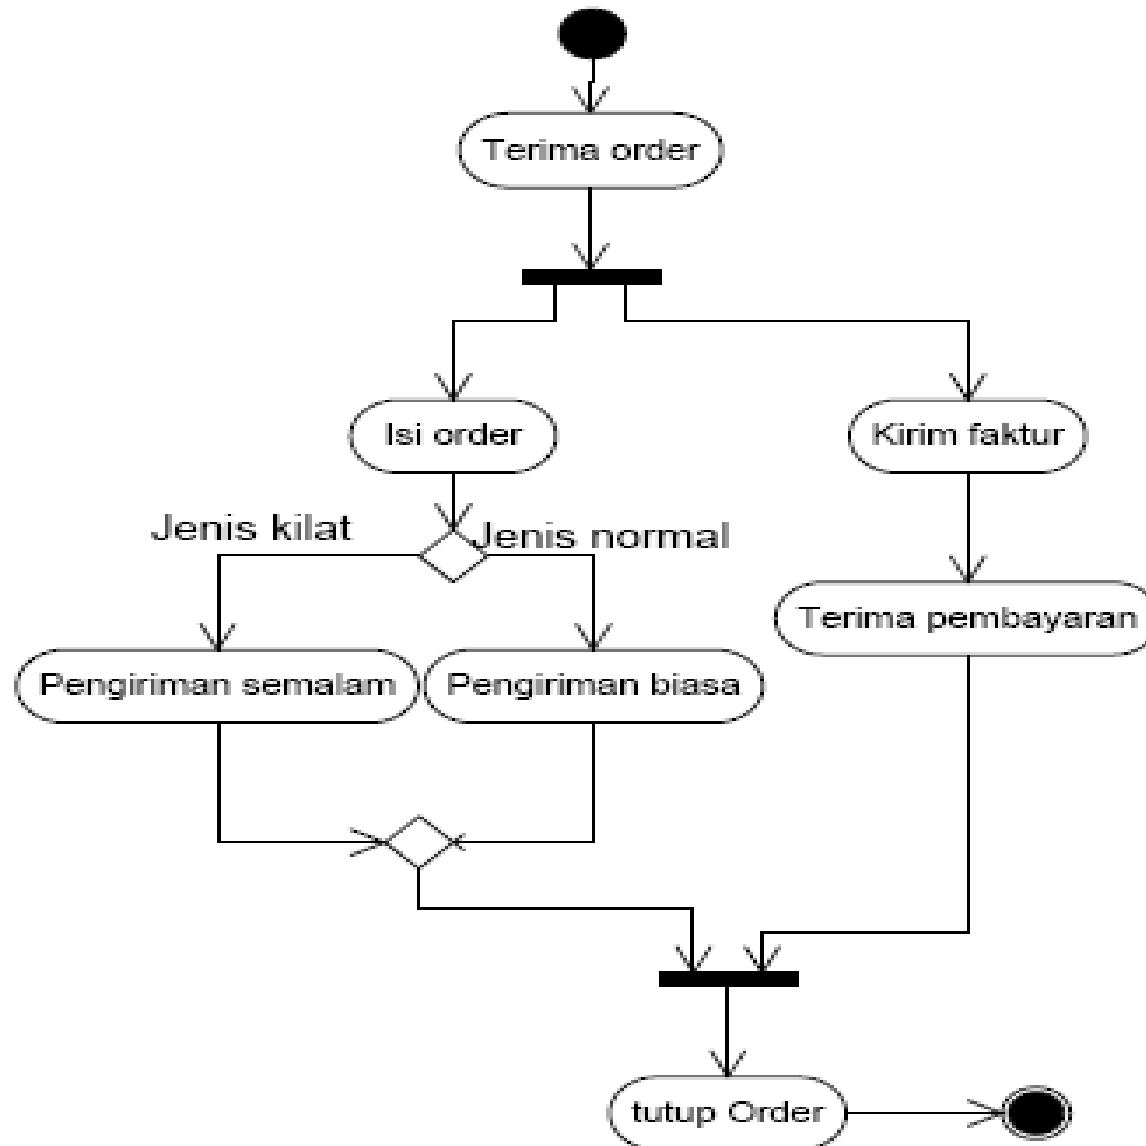 Terima order
Isi order
Kirim faktur
Jenis kilat
Jenis normal
Terima pembayaran
Pengiriman semalam
Pengiriman biasa
tutup Order